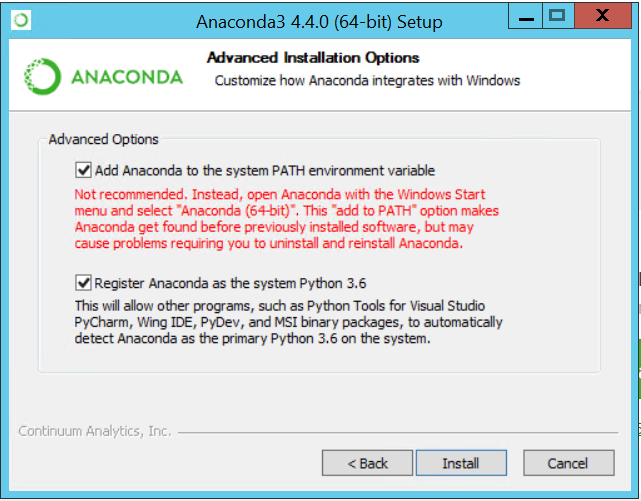 Anaconda3 4.4.0 (64-bit) Setup
ANACONDA
Advanced Installation Options
Customize how Anaconda integrates with Windows
Advanced Options
Add Anaconda to the system PATH environment variable
Not recommended. Instead, open Anaconda with the Windows Start
menu and select "Anaconda (64-bit)". This "add to PATH" option makes
Anaconda get found before previously installed software, but may
cause problems requiring you to uninstall and reinstall Anaconda.
Register Anaconda as the system Python 3.6
This will allow other programs, such as Python Tools for Visual Studio
PyCharm, Wing IDE, PyDev, and MSI binary packages, to automatically
detect Anaconda as the primary Python 3.6 on the system.
Continuum Analytics, Inc.
< Back
Install
Cancel